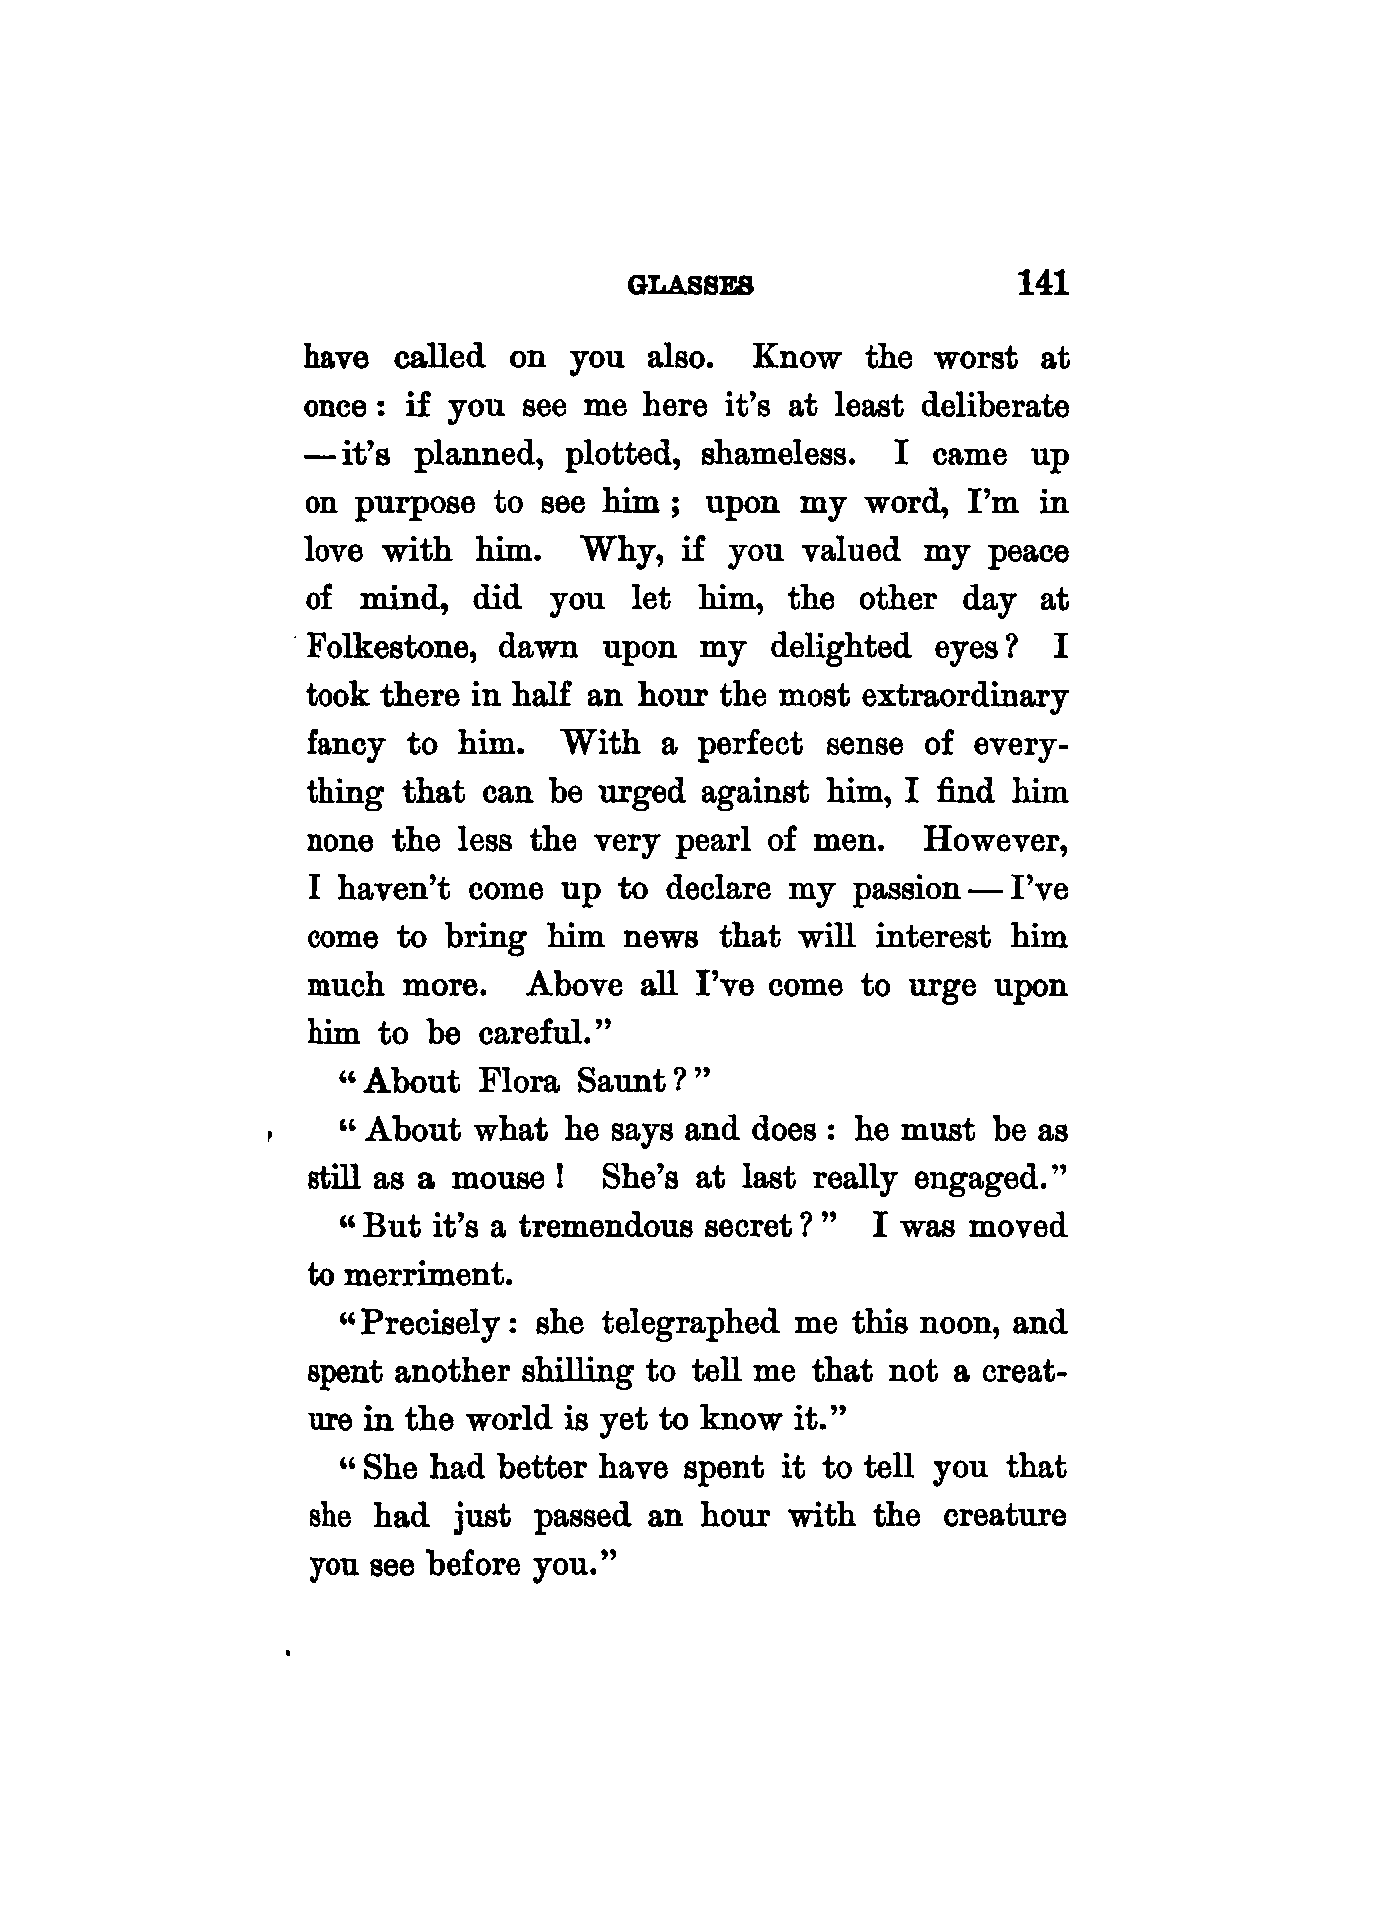 GLASSES 141
have called on you also. Know the worst at
once : if you see me here it's at least deliberate
—it's planned, plotted, shameless. I came up
on purpose to see him ; upon my word, I'm in
love with him. Why, if you valued my peace
of mind, did you let him, the other day at
Folkestone, dawn upon my delighted eyes? I
took there in half an hour the most extraordinary
fancy to him. With a perfect sense of every-
thing that can be urged against him, I find him
none the less the very pearl of men. However,
I haven't come up to declare my passion — I've
come to bring him news that will interest him
much more. Above all I've come to urge upon
him to be careful."
"About Flora Saunt?"
"About what he says and does : he must be as
still as a mouse! She's at last really engaged."
"But it's a tremendous secret?" I was moved
to merriment.
"Precisely : she telegraphed me this noon, and
spent another shilling to tell me that not a creat-
ure in the world is yet to know it."
"She had better have spent it to tell you that
she had just passed an hour with the creature
you see before you."